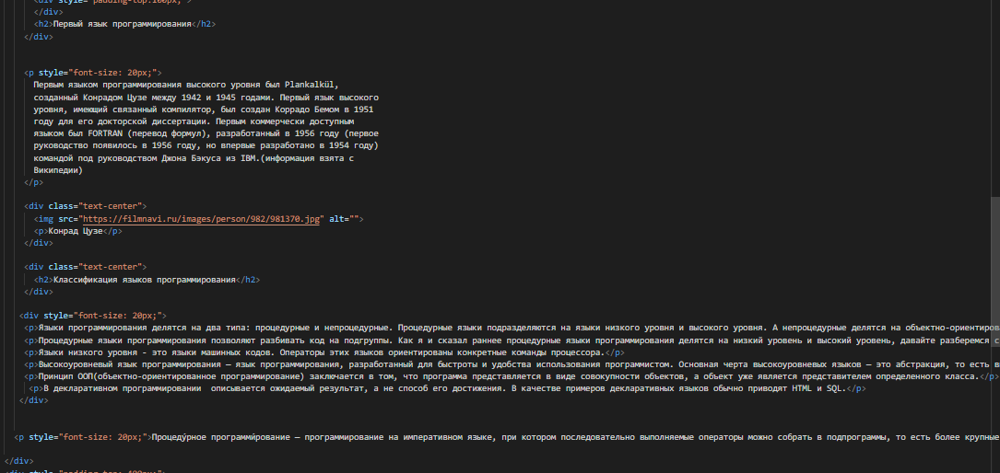 <div style="padding-top:100px;">
</div>
<h2>Первый язык программирования</h2>
</div>
<p style="font-size: 20px;">
Первым языком программирования высокого уровня был Plankalkül,
созданный Конрадом Цузе между 1942 и 1945 годами. Первый язык высокого
уровня, имеющий связанный компилятор, был создан Коррадо Бемом в 1951
году для его докторской диссертации. Первым коммерчески доступным
языком был FORTRAN (перевод формул), разработанный в 1956 году (первое
руководство появилось в 1956 году, но впервые разработано в 1954 году)
командой под руководством Джона Бэкуса из IBM.(информация взята с
Википедии)
</p>
<div class="text-center">
<img src="https://filmnavi.ru/images/person/982/981370.jpg" alt="">
<p>Конрад Цузе</p>
</div>
<div class="text-center">
<h2>Классификация языков программирования</h2>
</div>
<div style="font-size: 20px;">
<p>Языки программирования делятся на два типа: процедурные и непроцедурные. Процедурные языки подразделяются на языки низкого уровня и высокого уровня. А непроцедурные делятся на объектно-ориентиров
<p>Процедурные языки программирования позволяют разбивать код на подгруппы. Как я и сказал раннее процедурные языки программирования делятся на низкий уровень и высокий уровень, давайте разберемся с
<p>Языки низкого уровня - это языки машинных кодов. Операторы этих языков ориентированы конкретные команды процессора.</p>
<p>Высокоуровневый язык программирования — язык программирования, разработанный для быстроты и удобства использования программистом. Основная черта высокоуровневых языков — это абстракция, то есть в
<p>Принцип ООП(объектно-ориентированное программирование) заключается в том, что программа представляется в виде совокупности объектов, а объект уже является представителем определенного класса.</p>
<p>В декларативном программировании  описывается ожидаемый результат, а не способ его достижения. В качестве примеров декларативных языков обычно приводят HTML и SQL.</p>
</div>
<p style="font-size: 20px;">Процеду́рное программи́рование — программирование на императивном языке, при котором последовательно выполняемые операторы можно собрать в подпрограммы, то есть более крупные
</div>